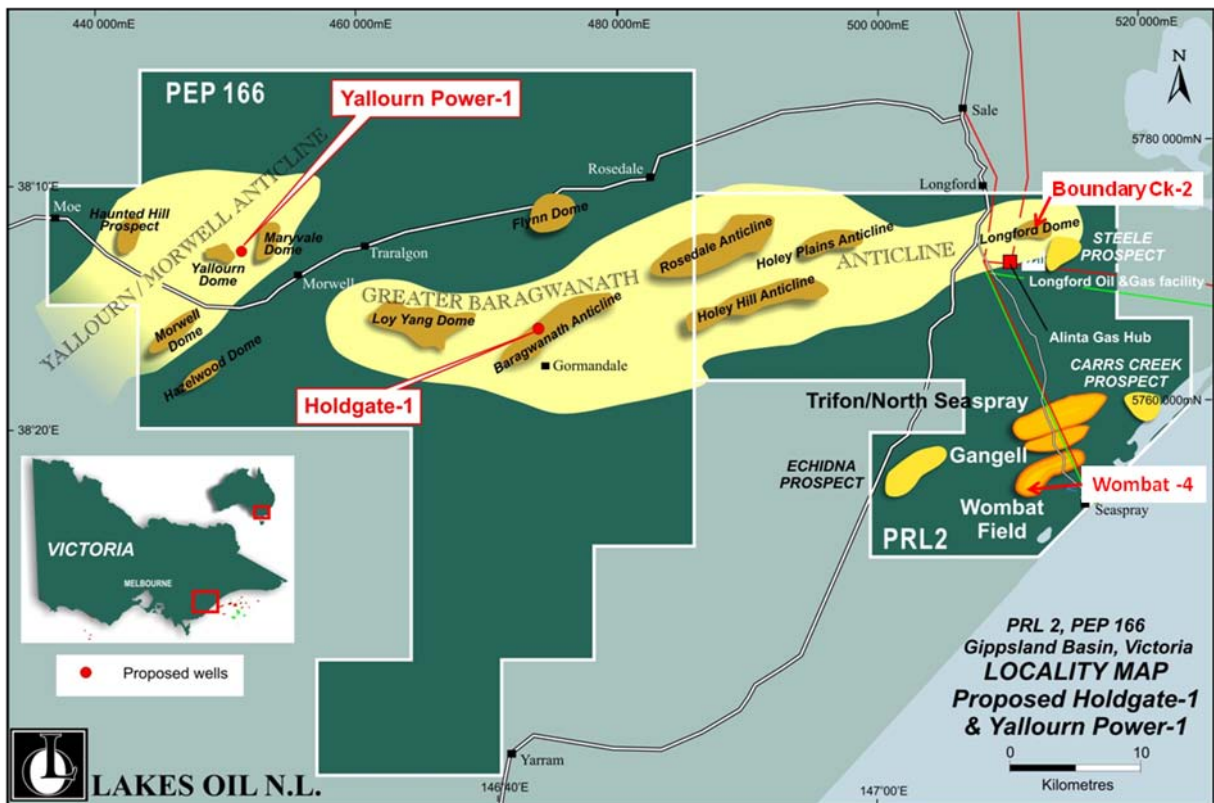 440 000mE
460 000mE
480 000mE
500 000mE
520 000mE
N
PEP 166
Yallourn Power-1
Sale
5780 000mN
38°10'
Moe
YALLOURN/ MORWELL ANTICLINE
Haunted Hill
Prospect
Yallourn
Dome
Maryvale
Dome
Morwell
Traralgon
Rosedale
Flynn Dome
Longford
Boundary Ck-2
Longford Dome
STEELE
PROSPECT
Rosedale Anticline
Holey Plains Anticline
GREATER BARAGWANATH
ANTICLINE
Longford Oil &Gas facility
Loy Yang Dome
Baragwanath Anticline
Holey Hill Anticline
Morwell
Dome
Hazelwood Dome
Gormandale
Alinta Gas Hub
Holdgate-1
CARRS CREEK
PROSPECT
5760 000mN
Trifon/North Seaspray
38°20'
Gangell
ECHIDNA
PROSPECT
Wombat -4
Wombat
Field
Seaspray
PRL2
VICTORIA
MELBOURNE
Proposed wells
PRL 2, PEP 166
Gippsland Basin, Victoria
LOCALITY MAP
Proposed Holdgate-1
& Yallourn Power-1
0
10
Kilometres
Yarram
LAKES OIL N.L.
146°40'E
147°00'E